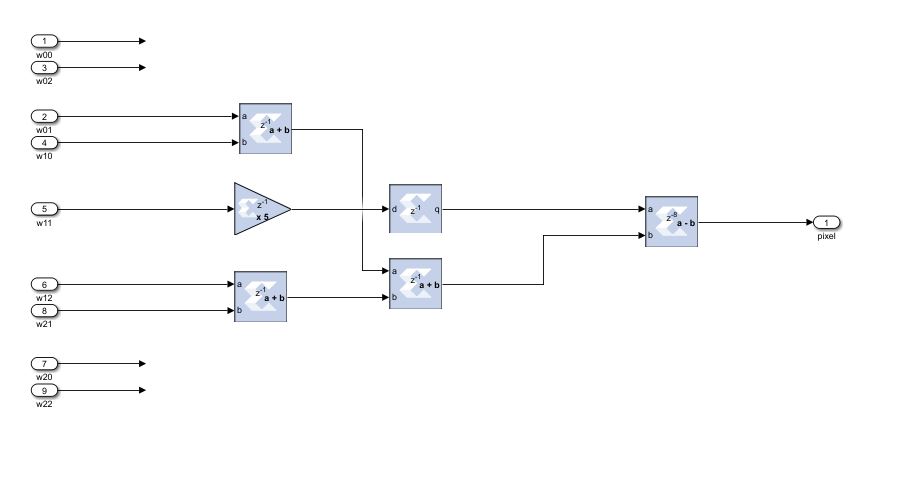 1
w00
3
w02
2
w01
4
w10
a
b
z-1
a + b
5
w11
z-1
x 5
d
z-1
q
a
b
z-8
a - b
1
pixel
6
w12
8
w21
a
b
z-1
a + b
a
b
z-1
a + b
7
w20
9
w22